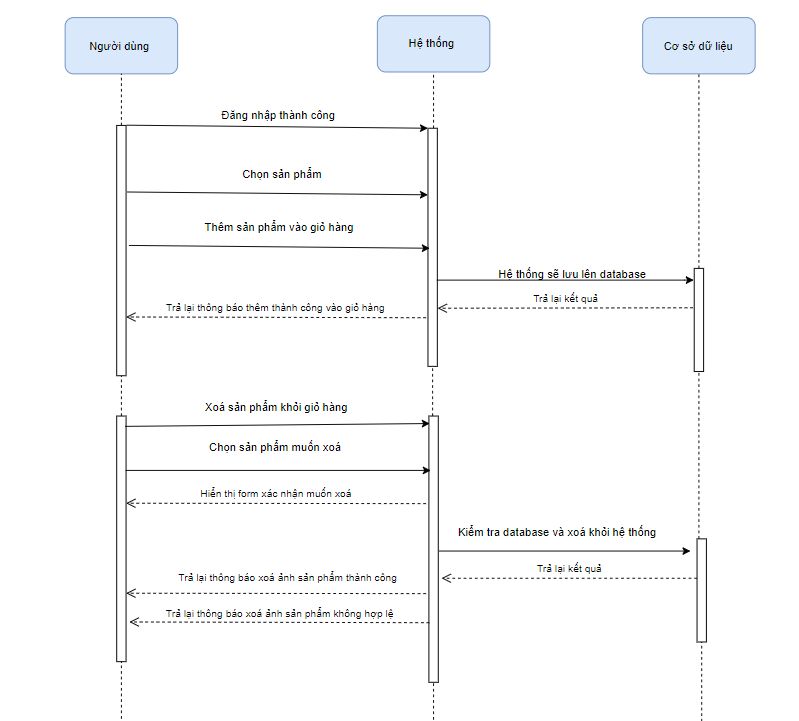 Người dùng
Hệ thống
Cơ sở dữ liệu
Đăng nhập thành công
Chọn sản phẩm
Thêm sản phẩm vào giỏ hàng
Hệ thống sẽ lưu lên database
Trả lại kết quả
Trả lại thông báo thêm thành công vào giỏ hàng
Xoá sản phẩm khỏi giỏ hàng
Chọn sản phẩm muốn xoá
Hiển thị form xác nhận muốn xoá
Kiểm tra database và xoá khỏi hệ thống
Trả lại kết quả
Trả lại thông báo xoá ảnh sản phẩm thành công
Trả lại thông báo xoá ảnh sản phẩm không hợp lệ